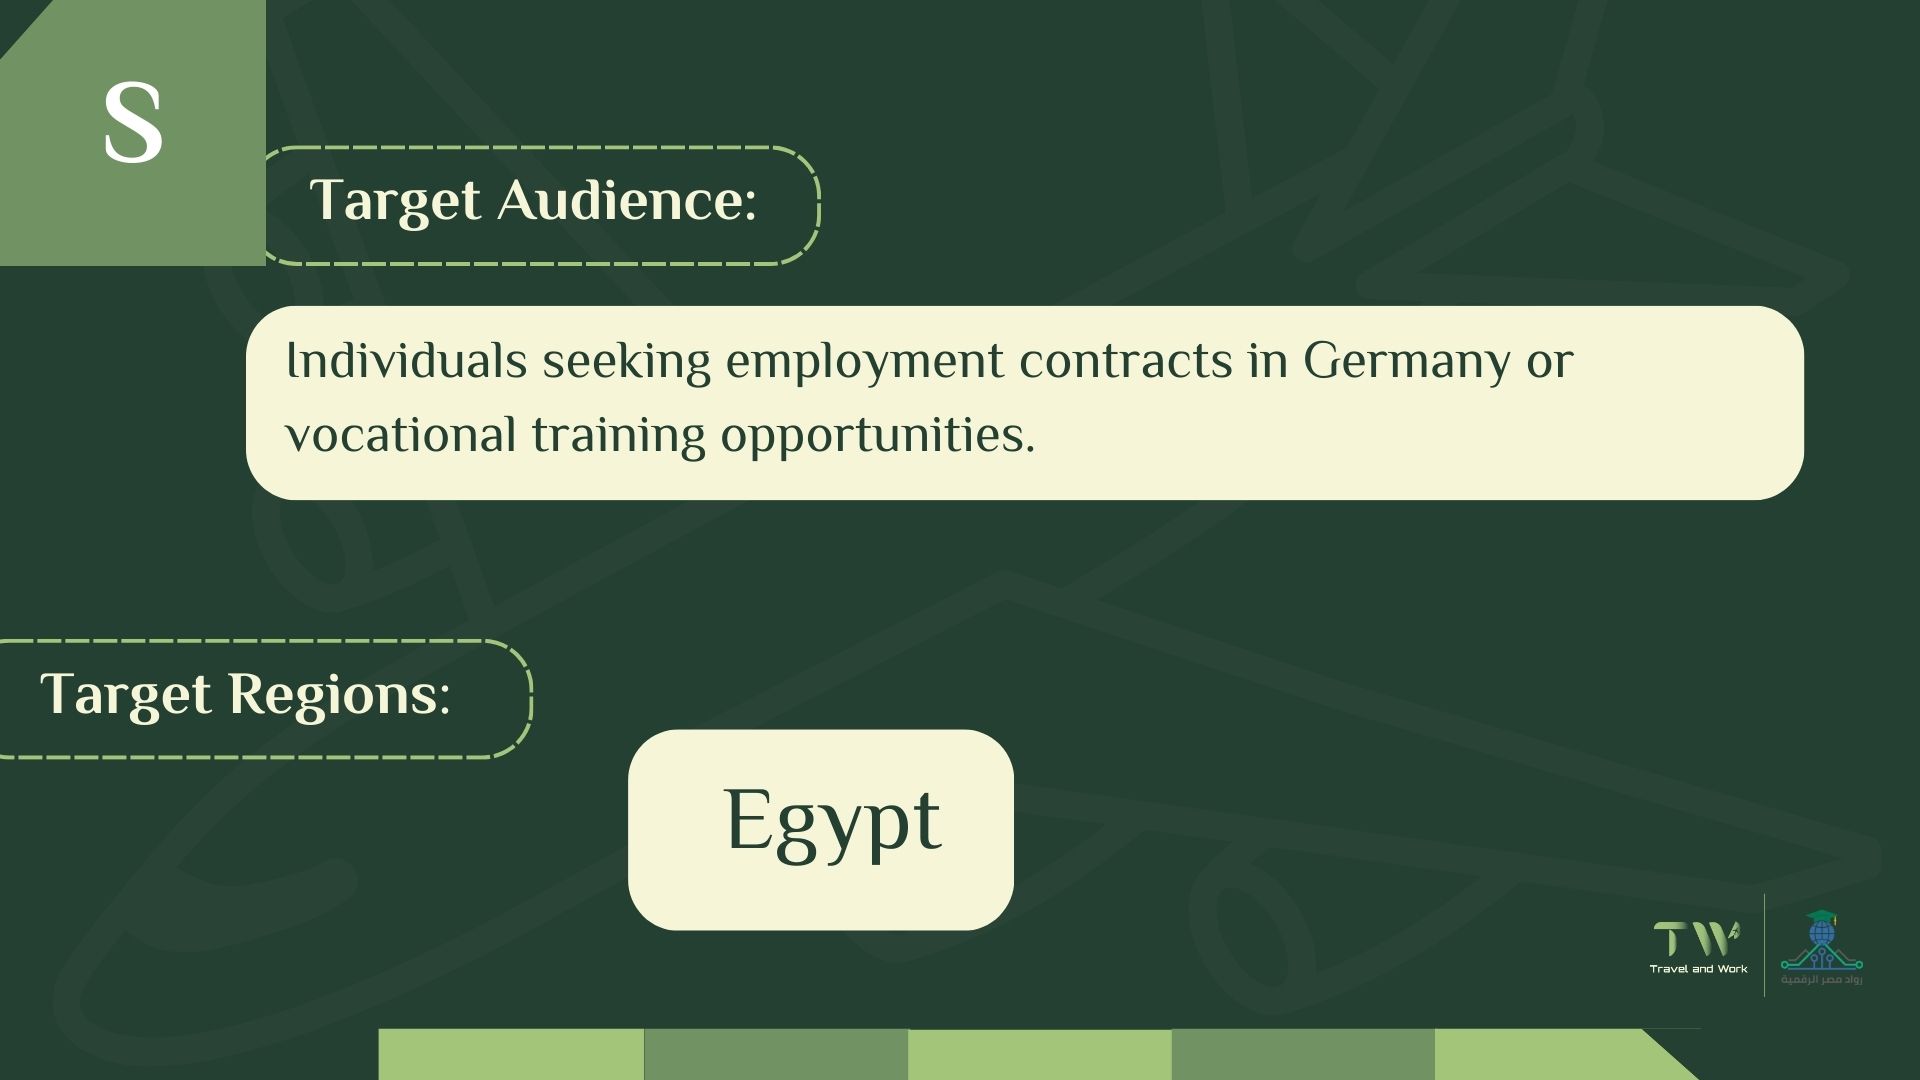 S
Target Audience:
Individuals seeking employment contracts in Germany or
vocational training opportunities.
Target Regions:
Egypt
TW
Travel and Work
رواد مصر الرقمية